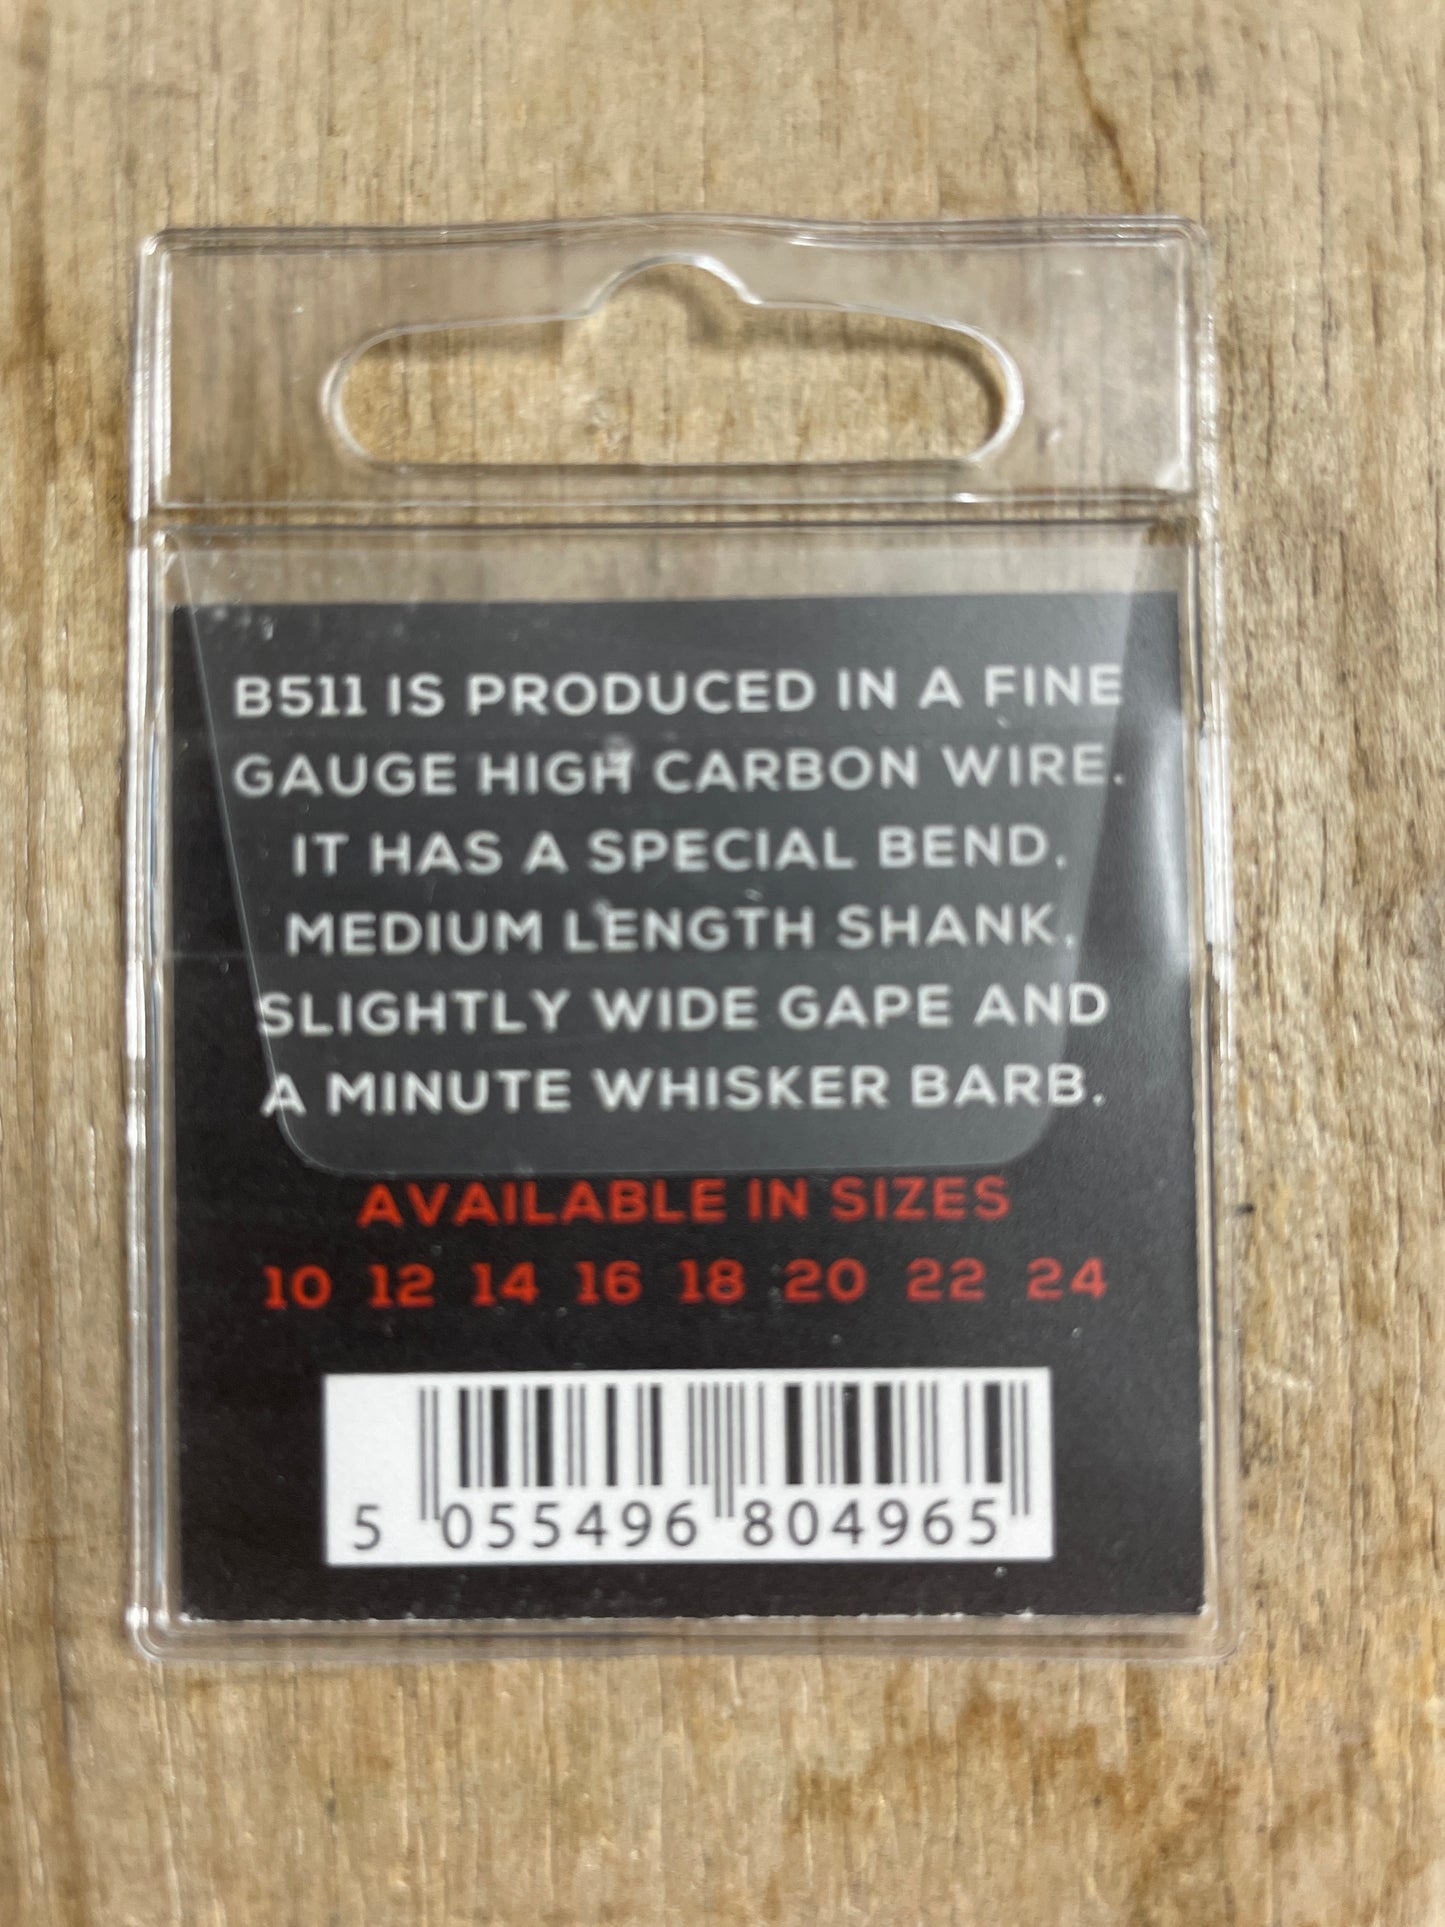 B511 IS PRODUCED IN A FINE
GAUGE HIGH CARBON WIRE.
IT HAS A SPECIAL BEND,
MEDIUM LENGTH SHANK,
SLIGHTLY WIDE GAPE AND
A MINUTE WHISKER BARB.
AVAILABLE IN SIZES
10 12 14 16 18 20 22 24
5 055496 804965